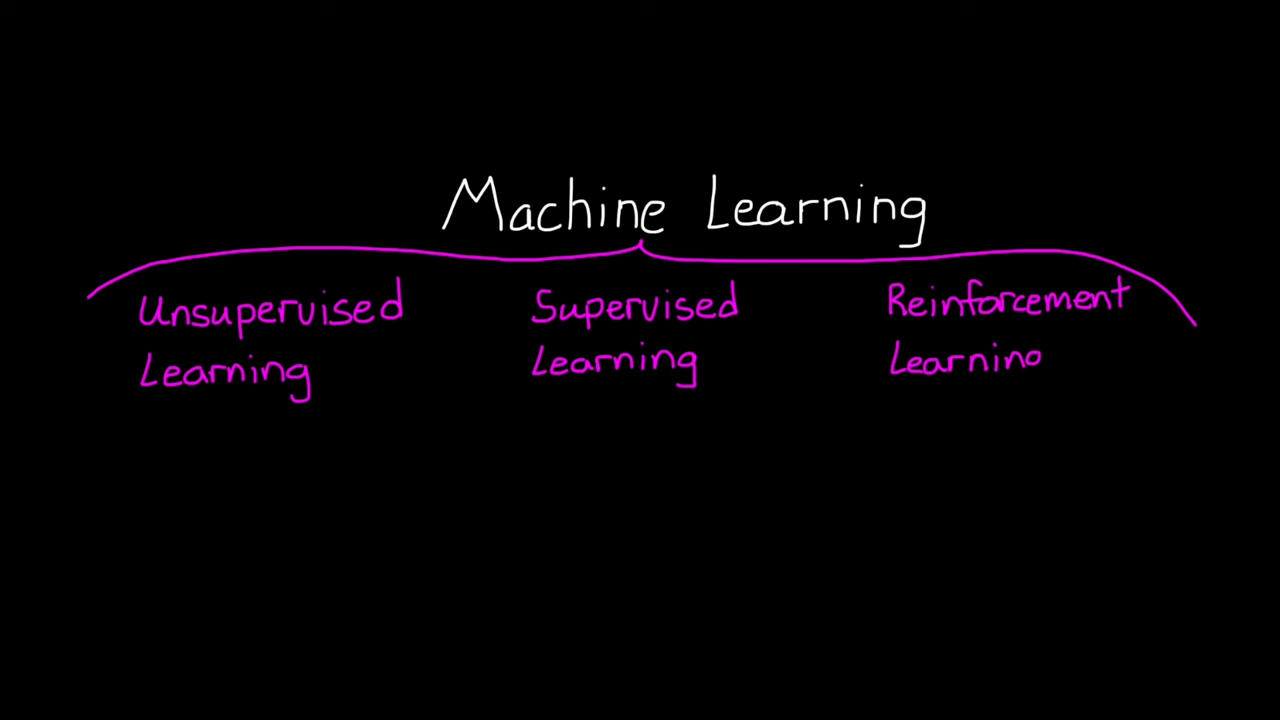 Machine Learning
Unsupervised
Learning
Supervised
Learning
Reinforcement
Learnino